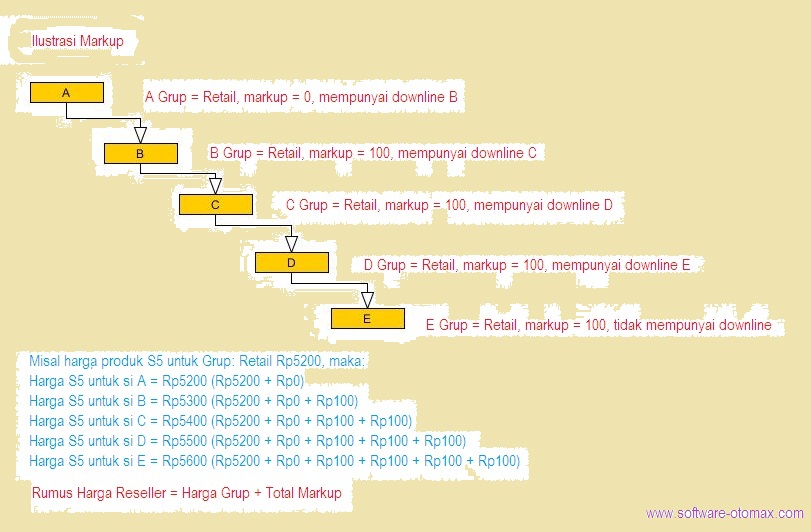 Ilustrasi Markup
A
A Grup = Retail, markup = 0, mempunyai downline B
B
B Grup = Retail, markup = 100, mempunyai downline C
C
C Grup = Retail, markup = 100, mempunyai downline D
D
D Grup = Retail, markup = 100, mempunyai downline E
E
E Grup = Retail, markup = 100, tidak mempunyai downline
Misal harga produk S5 untuk Grup: Retail Rp5200, maka:
Harga S5 untuk si A = Rp5200 (Rp5200 + Rp0)
Harga S5 untuk si B = Rp5300 (Rp5200 + Rp0 + Rp100)
Harga S5 untuk si C = Rp5400 (Rp5200 + Rp0 + Rp100 + Rp100)
Harga S5 untuk si D = Rp5500 (Rp5200 + Rp0 + Rp100 + Rp100 + Rp100)
Harga S5 untuk si E = Rp5600 (Rp5200 + Rp0 + Rp100 + Rp100 + Rp100 + Rp100)
Rumus Harga Reseller = Harga Grup + Total Markup
www.software-otomax.com